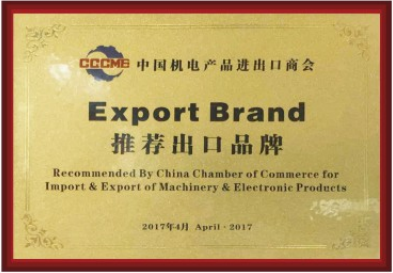 CCCME 中国机电产品进出口商会
Export Brand
推荐出口品牌
Recommended By China Chamber of Commerce for
Import & Export of Machinery & Electronic Products
2017年4月 April · 2017